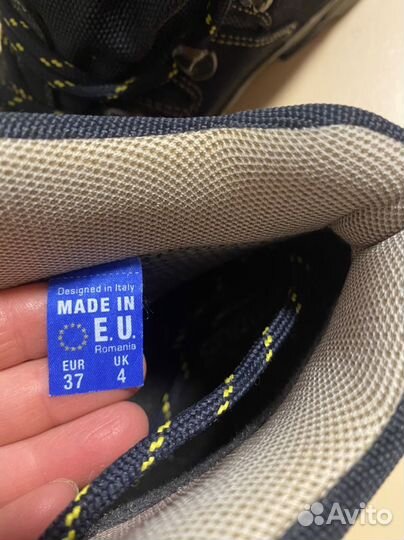 Designed in Italy
MADE IN
E.U.
Romania
EUR UK
37 4
Avito